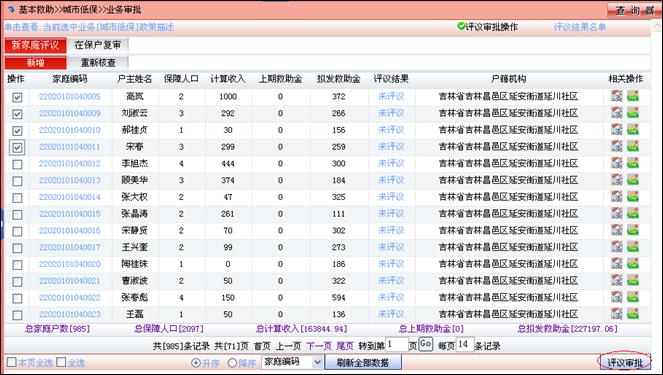 基本救助>>城市低保>>业务审批 查 询 器
单击查看:当前选中业务[城市低保]政策描述 评议审批操作 评议结果名单
新家庭评议 在保户复审
新增 重新核查
操作 家庭编码 户主姓名 保障人口 计算收入 上期救助金 拟发救助金 评议结果 户籍机构 相关操作
22020101040005 高岚 2 1000 0 372 未评议 吉林省吉林昌邑区延安街道延川社区
22020101040009 刘淑云 3 292 0 266 未评议 吉林省吉林昌邑区延安街道延川社区
22020101040010 郝桂贞 1 30 0 156 未评议 吉林省吉林昌邑区延安街道延川社区
22020101040011 宋春 3 299 0 259 未评议 吉林省吉林昌邑区延安街道延川社区
22020101040012 李旭杰 4 444 0 300 未评议 吉林省吉林昌邑区延安街道延川社区
22020101040013 顾美华 3 374 0 184 未评议 吉林省吉林昌邑区延安街道延川社区
22020101040014 张大权 2 47 0 325 未评议 吉林省吉林昌邑区延安街道延川社区
22020101040015 张晶涛 2 261 0 111 未评议 吉林省吉林昌邑区延安街道延川社区
22020101040016 宋静贤 2 70 0 302 未评议 吉林省吉林昌邑区延安街道延川社区
22020101040017 王兴奎 2 99 0 273 未评议 吉林省吉林昌邑区延安街道延川社区
22020101040020 陶桂珠 1 0 0 186 未评议 吉林省吉林昌邑区延安街道延川社区
22020101040021 曹淑波 2 50 0 322 未评议 吉林省吉林昌邑区延安街道延川社区
22020101040022 张春彪 4 150 0 594 未评议 吉林省吉林昌邑区延安街道延川社区
22020101040023 王磊 1 50 0 136 未评议 吉林省吉林昌邑区延安街道延川社区
总家庭户数[985] 总保障人口[2097] 总计算收入[163844.94] 总上期救助金[0] 总拟发救助金[227197.06]
共[985]条记录 共[71]页 首页 上一页 下一页 尾页 转到第1页 Go 每页14条记录
本页全选 全选 升序 降序 家庭编码 刷新全部数据 评议审批